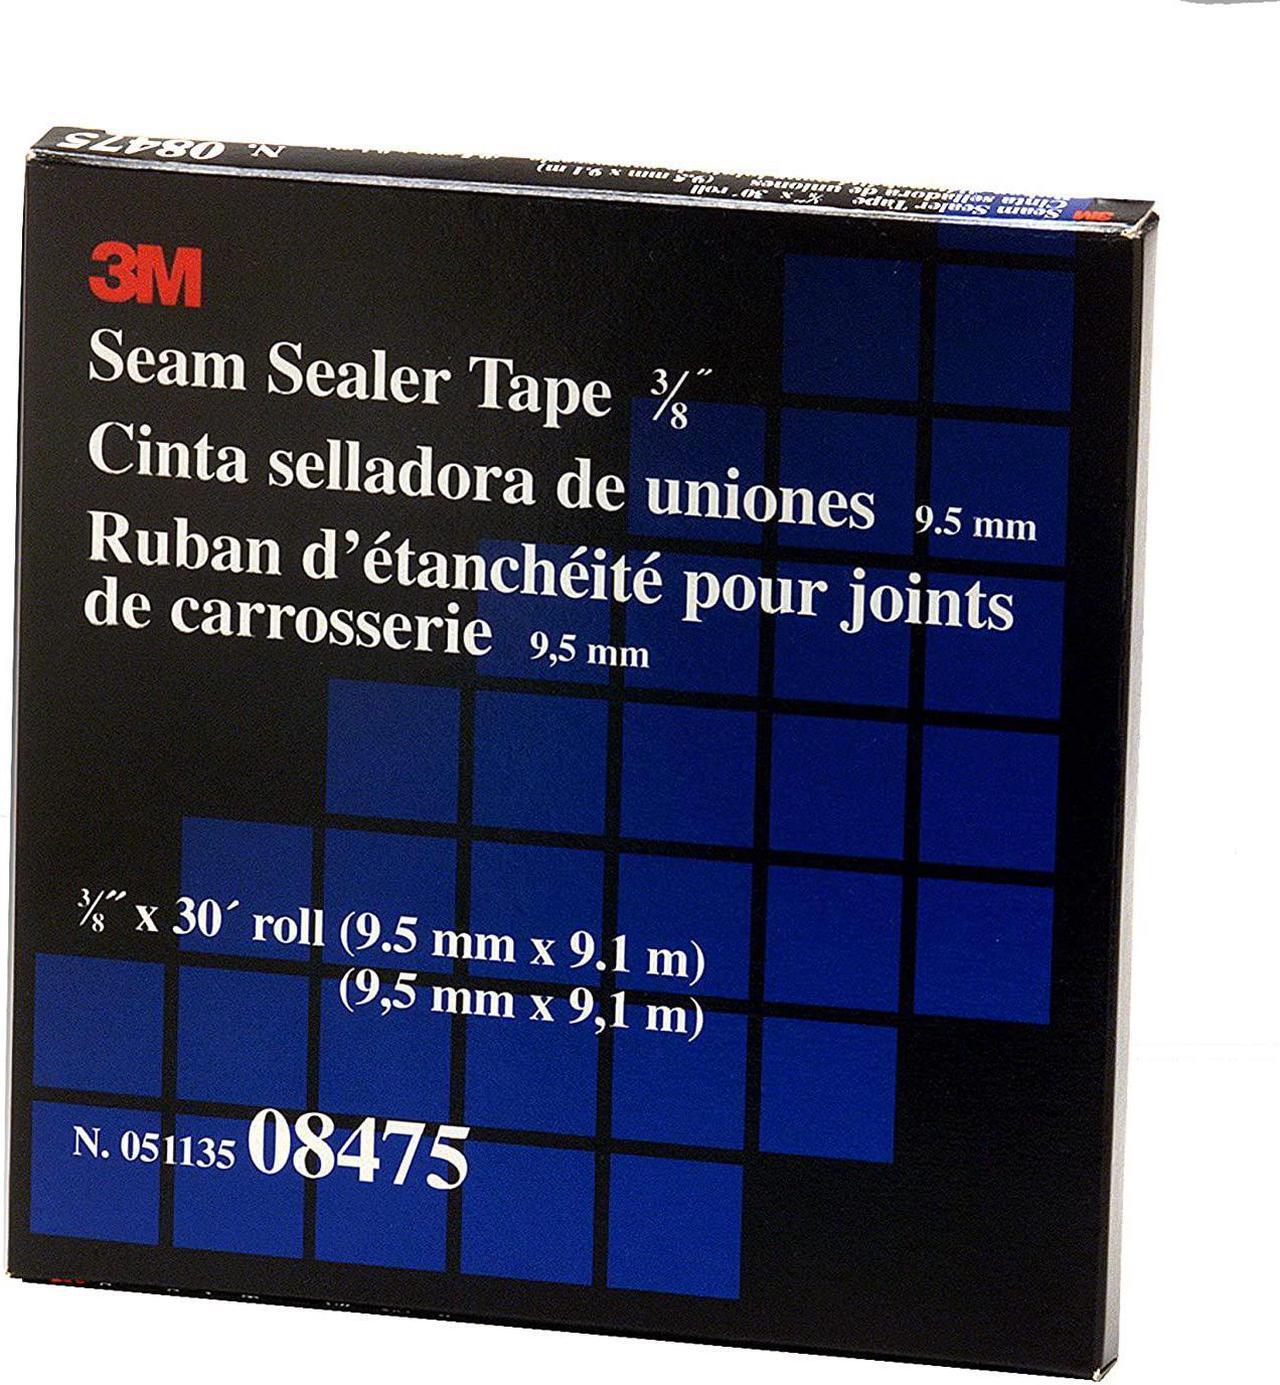 N. 08475
3M
Seam Sealer Tape 3/8″
Cinta selladora de uniones 9.5 mm
Ruban d'étanchéité pour joints
de carrosserie 9,5 mm
3/8″ x 30´ roll (9.5 mm x 9.1 m)
(9,5 mm x 9,1 m)
N. 051135 08475